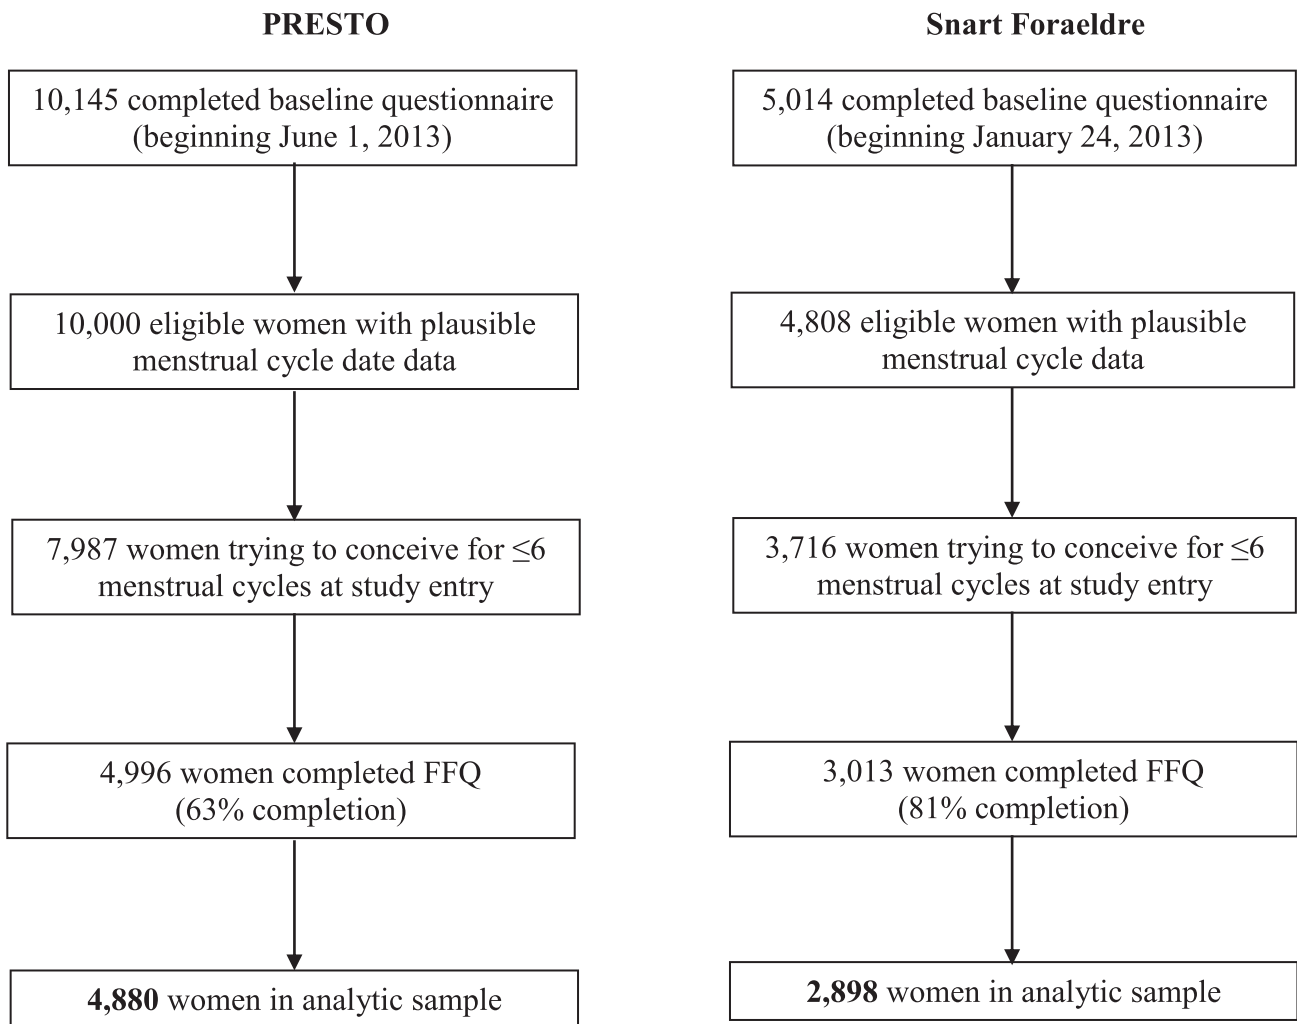 PRESTO
10,145 completed baseline questionnaire
(beginning June 1, 2013)
10,000 eligible women with plausible
menstrual cycle date data
7,987 women trying to conceive for ≤6
menstrual cycles at study entry
4,996 women completed FFQ
(63% completion)
4,880 women in analytic sample
Snart Foraeldre
5,014 completed baseline questionnaire
(beginning January 24, 2013)
4,808 eligible women with plausible
menstrual cycle data
3,716 women trying to conceive for ≤6
menstrual cycles at study entry
3,013 women completed FFQ
(81% completion)
2,898 women in analytic sample